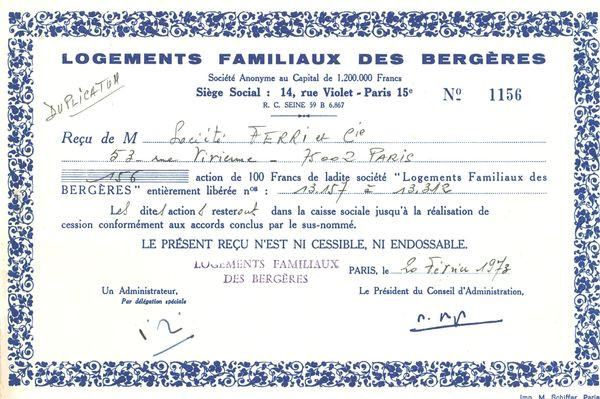 LOGEMENTS FAMILIAUX DES BERGÈRES
Société Anonyme au Capital de 1.200.000 Francs
DUPLICATUM
Siège Social : 14, rue Violet - Paris 15e
No 1156
R. C. SEINE 59 B 6.867
Reçu de M Société FERRI et Cie
53 rue Vivienne - 75002 PARIS
156 action de 100 Francs de ladite société "Logements Familiaux des
BERGÈRES" entièrement libérée nos : 13.157 à 13.312
Les dites actions resteront dans la caisse sociale jusqu'à la réalisation de
cession conformément aux accords conclus par le sus-nommé.
LE PRÉSENT REÇU N'EST NI CESSIBLE, NI ENDOSSABLE.
LOGEMENTS FAMILIAUX
DES BERGÈRES
PARIS, le 20 Février 1973
Un Administrateur,
Par délégation spéciale
Le Président du Conseil d'Administration,
Imp. M. Schiffer, Paris